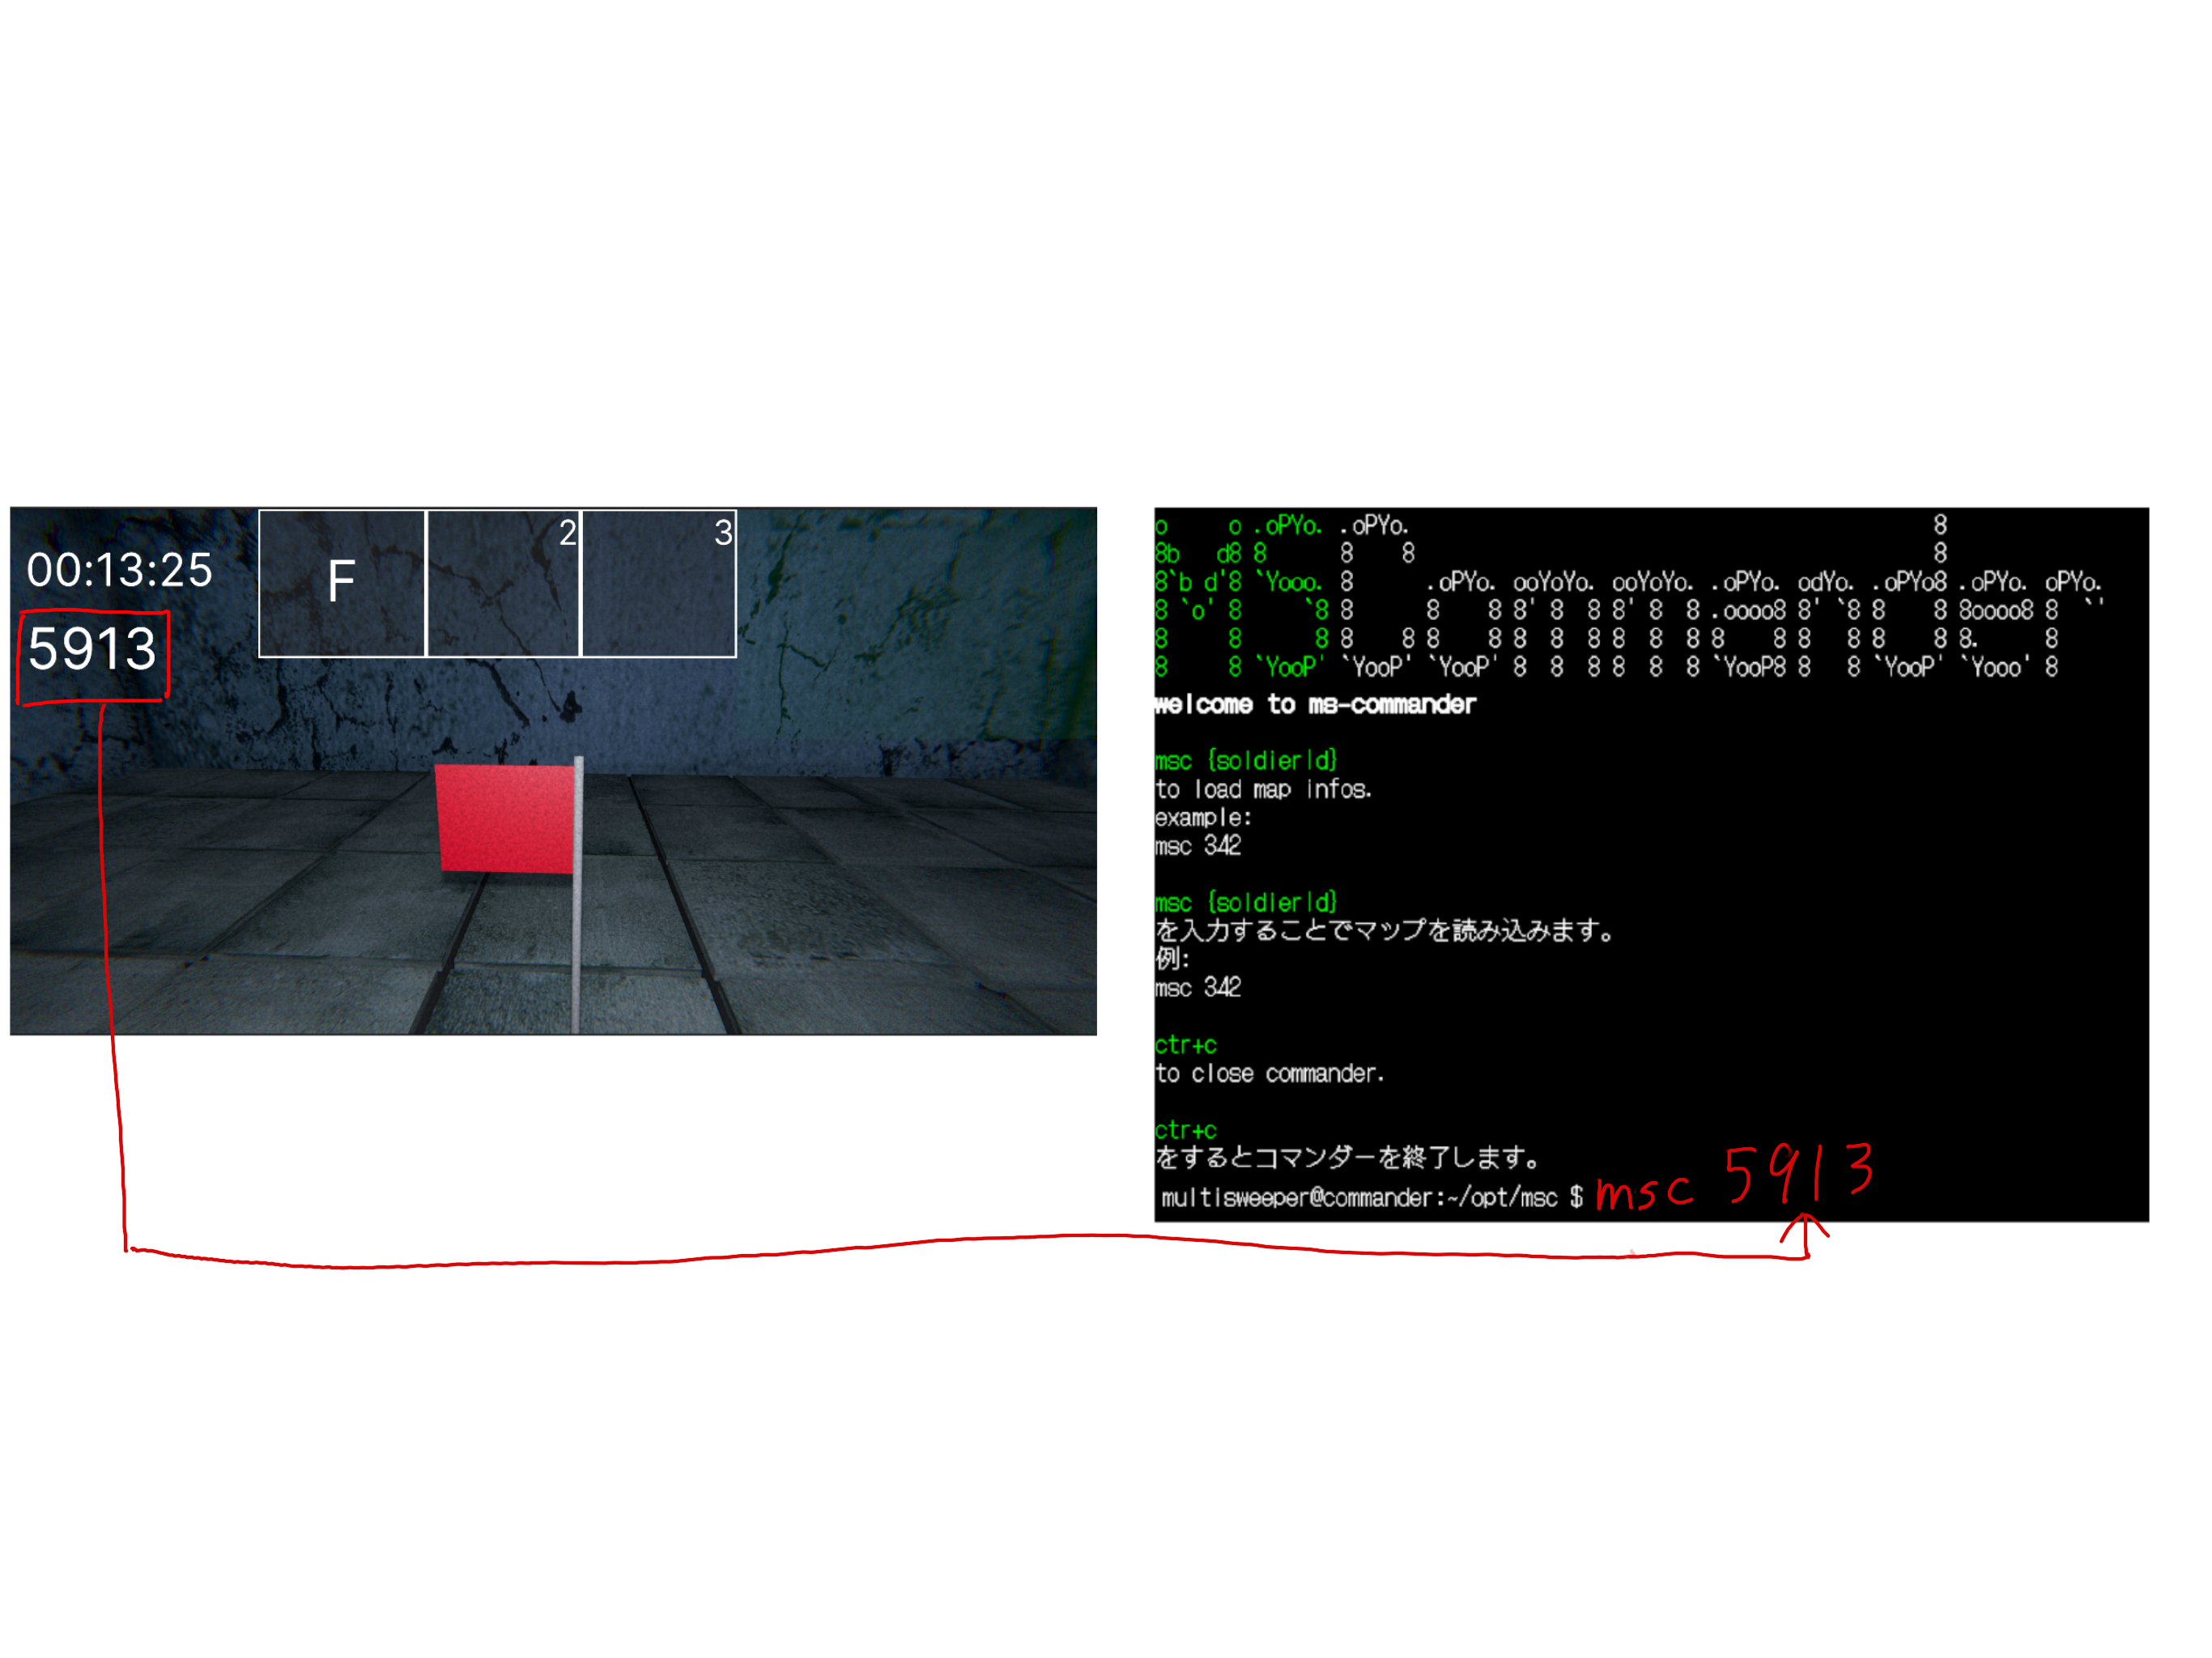 00:13:25
5913
F
2
3
MSCommander
welcome to ms-commander
msc {soldierId}
to load map infos.
example:
msc 342
msc {soldierId}
を入力することでマップを読み込みます。
例:
msc 342
ctr+c
to close commander.
ctr+c
をするとコマンダーを終了します。
multisweeper@commander:~/opt/msc $ msc 5913